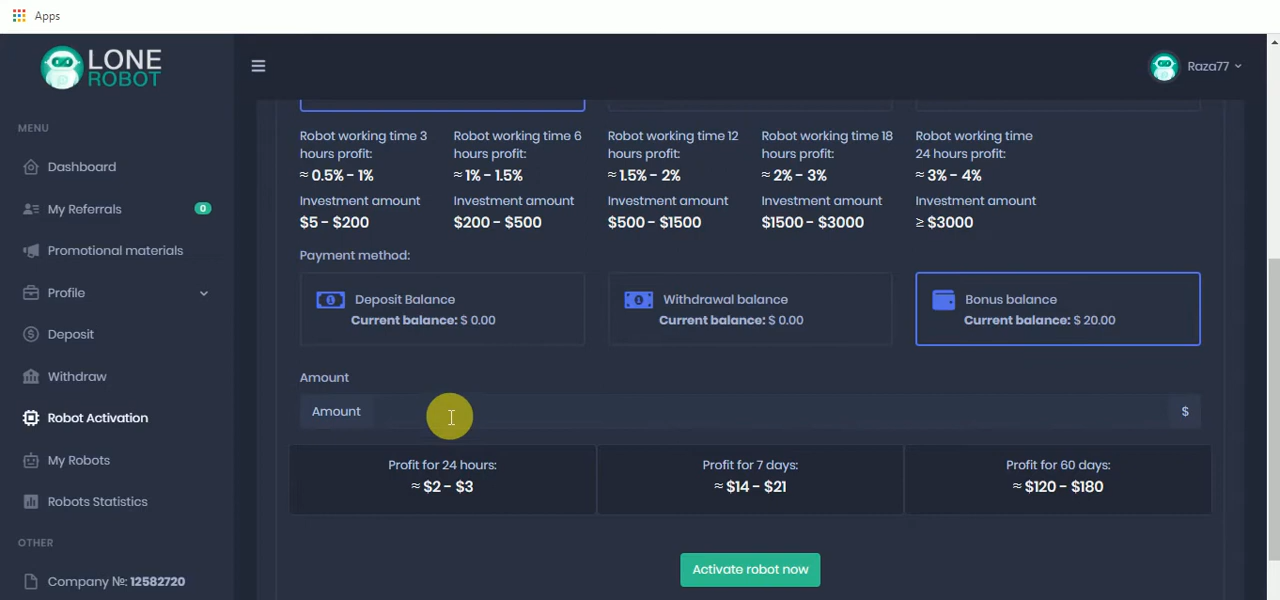 Apps
LONE
ROBOT
Raza77
MENU
Dashboard
My Referrals 0
Promotional materials
Profile
Deposit
Withdraw
Robot Activation
My Robots
Robots Statistics
OTHER
Company №: 12582720
Robot working time 3 hours profit:
≈ 0.5% - 1%
Investment amount
$5 - $200
Robot working time 6 hours profit:
≈ 1% - 1.5%
Investment amount
$200 - $500
Robot working time 12 hours profit:
≈ 1.5% - 2%
Investment amount
$500 - $1500
Robot working time 18 hours profit:
≈ 2% - 3%
Investment amount
$1500 - $3000
Robot working time 24 hours profit:
≈ 3% - 4%
Investment amount
≥ $3000
Payment method:
Deposit Balance
Current balance: $ 0.00
Withdrawal balance
Current balance: $ 0.00
Bonus balance
Current balance: $ 20.00
Amount
Amount $
Profit for 24 hours:
≈ $2 - $3
Profit for 7 days:
≈ $14 - $21
Profit for 60 days:
≈ $120 - $180
Activate robot now